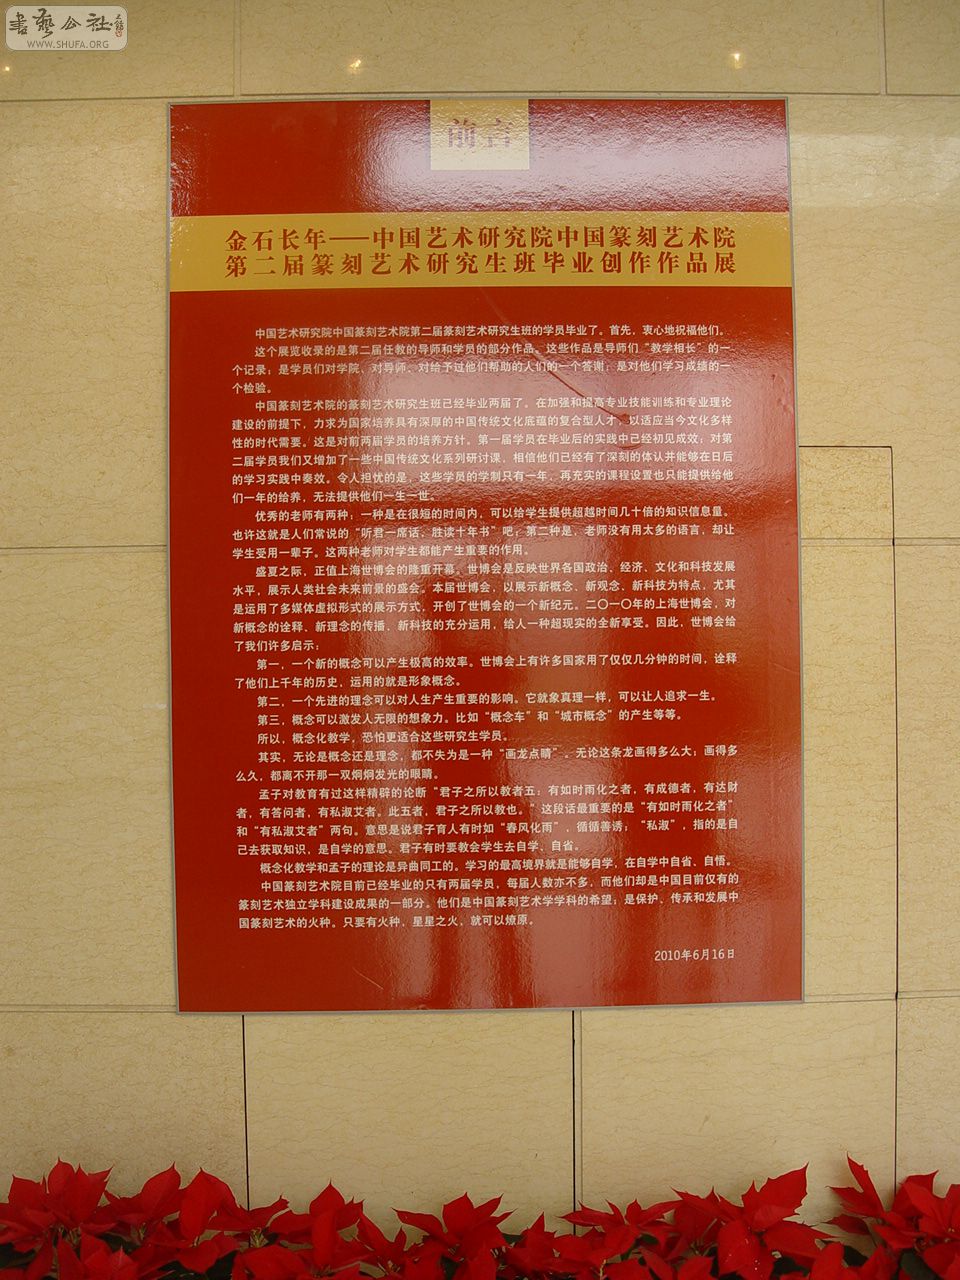 書藝公社
WWW.SHUFA.ORG
前言
金石长年——中国艺术研究院中国篆刻艺术院
第二届篆刻艺术研究生班毕业创作作品展
中国艺术研究院中国篆刻艺术院第二届篆刻艺术研究生班的学员毕业了。首先，衷心地祝福他们。
这个展览收录的是第二届任教的导师和学员的部分作品。这些作品是导师们“教学相长”的一
个记录；是学员们对学院、对导师、对给予过他们帮助的人们的一个答谢；是对他们学习成绩的一
个检验。
中国篆刻艺术院的篆刻艺术研究生班已经毕业两届了。在加强和提高专业技能训练和专业理论
建设的前提下，力求为国家培养具有深厚的中国传统文化底蕴的复合型人才，以适应当今文化多样
性的时代需要。这是对前两届学员的培养方针。第一届学员在毕业后的实践中已经初见成效；对第
二届学员我们又增加了一些中国传统文化系列研讨课、相信他们已经有了深刻的体认并能够在日后
的学习实践中奏效。令人担忧的是，这些学员的学制只有一年，再充实的课程设置也只能提供给他
们一年的给养，无法提供他们一生一世。
优秀的老师有两种：一种是在很短的时间内，可以给学生提供超越时间几十倍的知识信息量。
也许这就是人们常说的“听君一席话，胜读十年书”吧；第二种是，老师没有用太多的语言，却让
学生受用一辈子。这两种老师对学生都能产生重要的作用。
盛夏之际，正值上海世博会的隆重开幕。世博会是反映世界各国政治、经济、文化和科技发展
水平，展示人类社会未来前景的盛会。本届世博会，以展示新概念、新观念、新科技为特点，尤其
是运用了多媒体虚拟形式的展示方式，开创了世博会的一个新纪元。二〇一〇年的上海世博会，对
新概念的诠释、新理念的传播、新科技的充分运用，给人一种超现实的全新享受。因此，世博会给
了我们许多启示：
第一，一个新的概念可以产生极高的效率。世博会上有许多国家用了仅仅几分钟的时间，诠释
了他们上千年的历史，运用的就是形象概念。
第二，一个先进的理念可以对人生产生重要的影响。它就象真理一样，可以让人追求一生。
第三，概念可以激发人无限的想象力。比如“概念车”和“城市概念”的产生等等。
所以，概念化教学，恐怕更适合这些研究生学员。
其实，无论是概念还是理念，都不失为是一种“画龙点睛”。无论这条龙画得多么大；画得多
么久，都离不开那一双炯炯发光的眼睛。
孟子对教育有过这样精辟的论断“君子之所以教者五：有如时雨化之者，有成德者，有达财
者，有答问者，有私淑艾者。此五者，君子之所以教也。”这段话最重要的是“有如时雨化之者”
和“有私淑艾者”两句。意思是说君子育人有时如“春风化雨”，循循善诱；“私淑”，指的是自
己去获取知识，是自学的意思。君子有时要教会学生去自学、自省。
概念化教学和孟子的理论是异曲同工的。学习的最高境界就是能够自学，在自学中自省、自悟。
中国篆刻艺术院目前已经毕业的只有两届学员，每届人数亦不多，而他们却是中国目前仅有的
篆刻艺术独立学科建设成果的一部分。他们是中国篆刻艺术学学科的希望；是保护、传承和发展中
国篆刻艺术的火种。只要有火种，星星之火、就可以燎原。
2010年6月16日